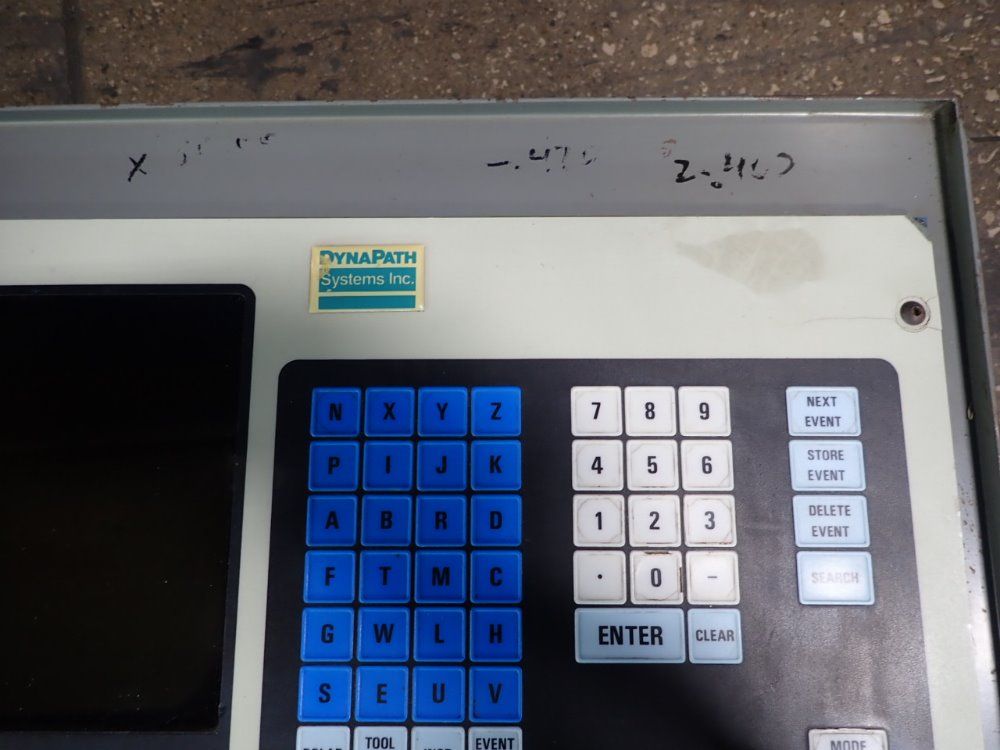 X
DYNAPATH
Systems Inc.
N X Y Z 7 8 9 NEXT EVENT
P I J K 4 5 6 STORE EVENT
A B R D 1 2 3 DELETE EVENT
F T M C . 0 - SEARCH
G W L H ENTER CLEAR
S E U V
TOOL EVENT MODE